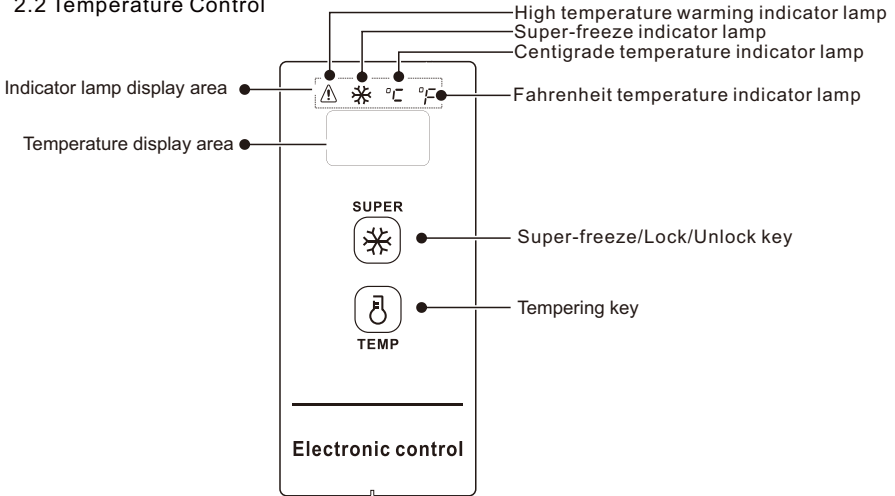 2.2 Temperature Control
High temperature warming indicator lamp
Super-freeze indicator lamp
Centigrade temperature indicator lamp
Indicator lamp display area
°C °F
Fahrenheit temperature indicator lamp
Temperature display area
SUPER
Super-freeze/Lock/Unlock key
Tempering key
TEMP
Electronic control